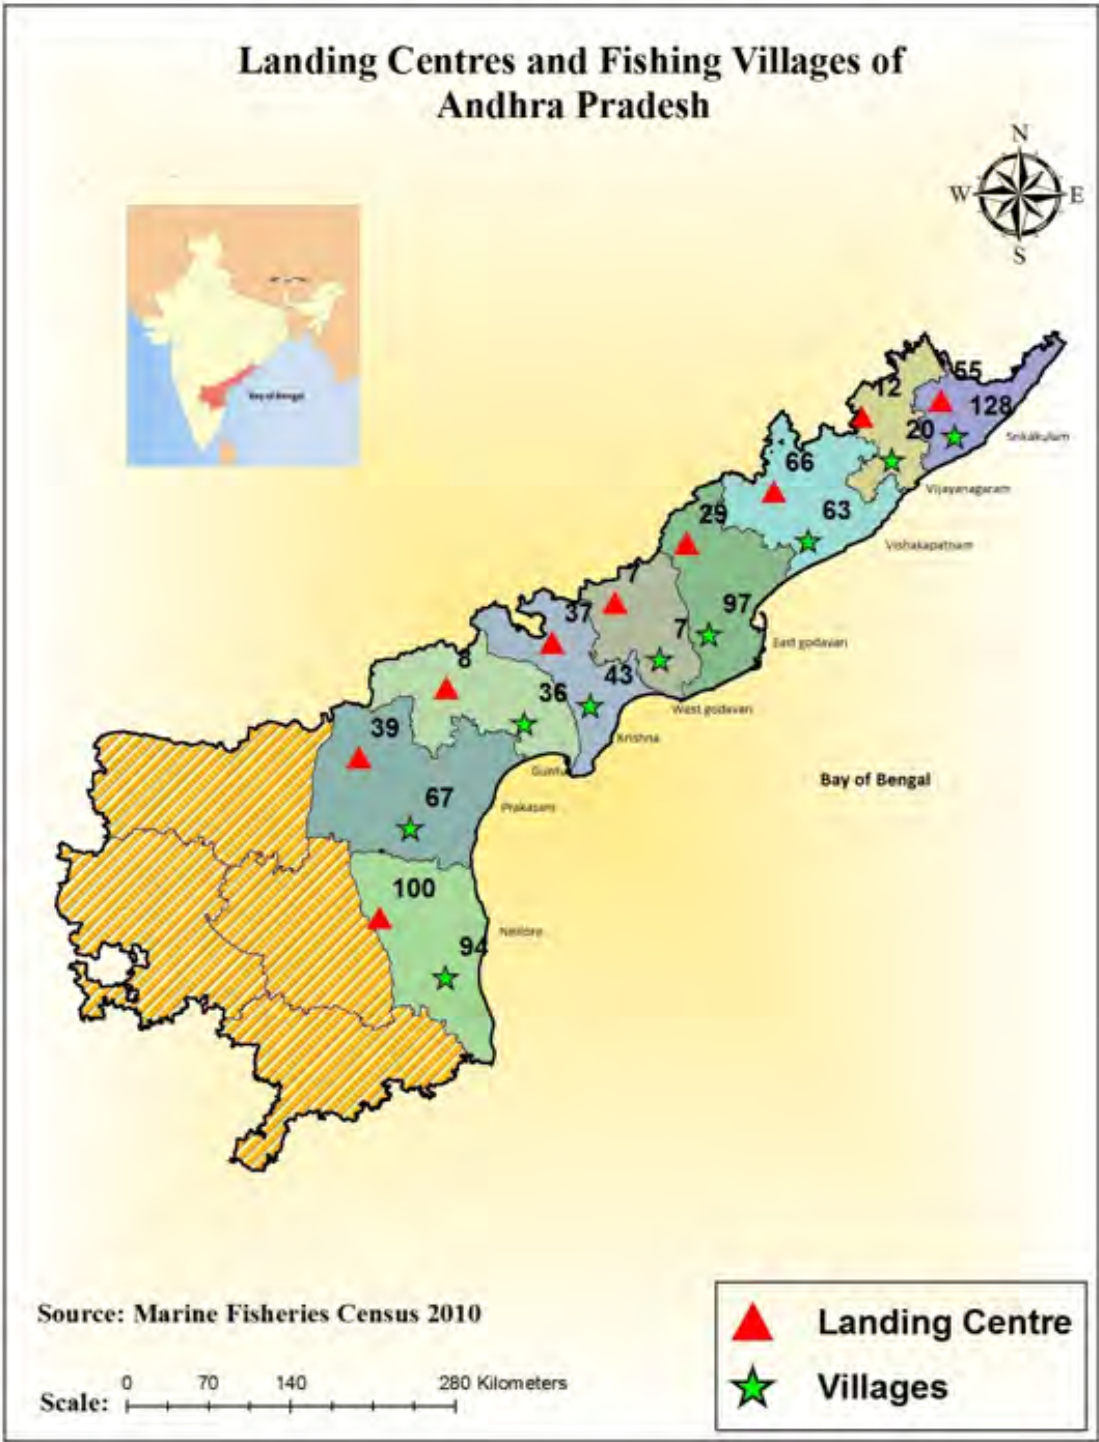 Landing Centres and Fishing Villages of
Andhra Pradesh
N
W
E
S
Bay of Bengal
55
12
128
20
Srikakulam
66
Vijayanagaram
63
29
Vishakapatnam
7
37
97
7
East godavari
8
43
36
West godavari
39
Krishna
Guntur
Bay of Bengal
67
Prakasam
100
Nellore
94
Source: Marine Fisheries Census 2010
Landing Centre
0 70 140 280 Kilometers
Scale:
Villages